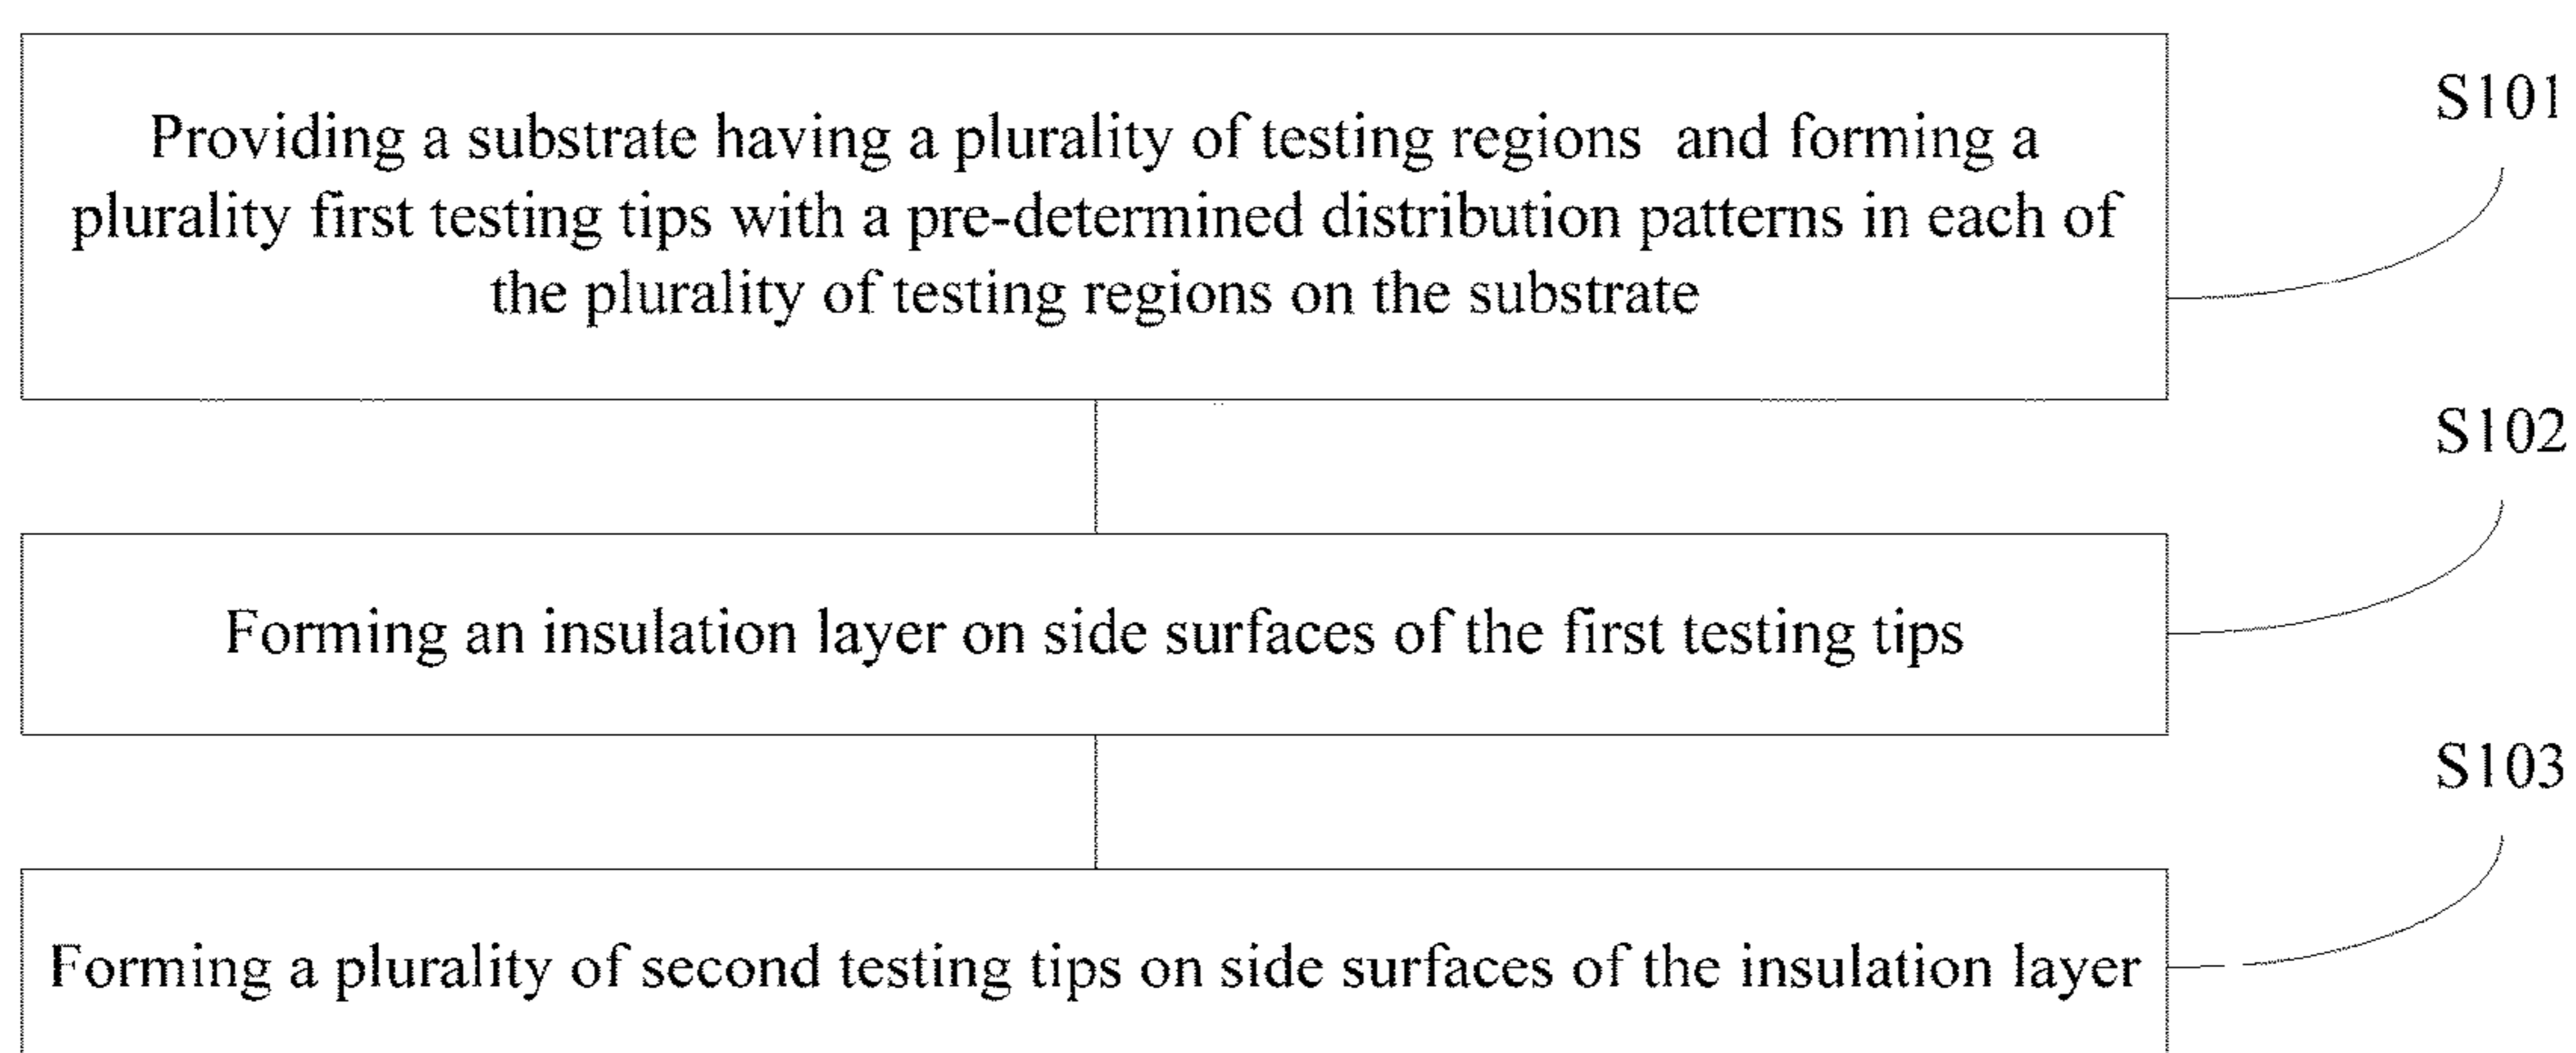 S101
Providing a substrate having a plurality of testing regions and forming a
plurality first testing tips with a pre-determined distribution patterns in each of
the plurality of testing regions on the substrate
S102
Forming an insulation layer on side surfaces of the first testing tips
S103
Forming a plurality of second testing tips on side surfaces of the insulation layer